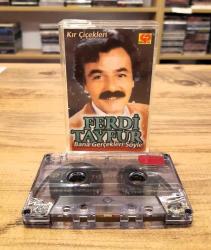 Kır Çiçekleri
FERDİ
TAYFUR
Bana Gerçekleri Söyle